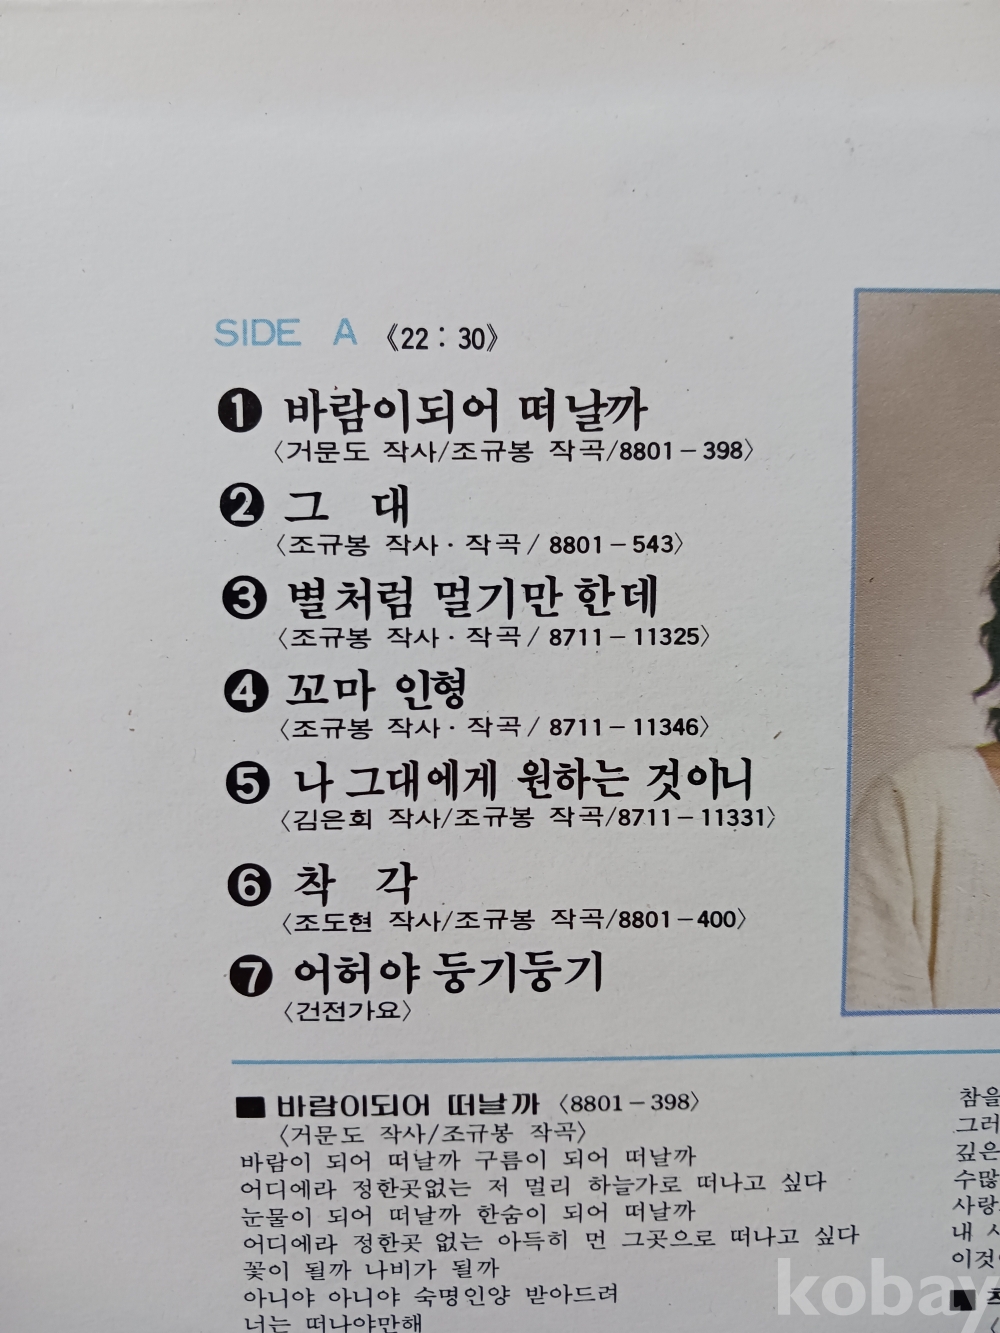 SIDE A 《22 : 30》
❶ 바람이되어 떠날까
〈거문도 작사/조규봉 작곡/8801-398〉
❷ 그 대
〈조규봉 작사·작곡/ 8801-543〉
❸ 별처럼 멀기만 한데
〈조규봉 작사·작곡/ 8711-11325〉
❹ 꼬마 인형
〈조규봉 작사·작곡/ 8711-11346〉
❺ 나 그대에게 원하는 것이니
〈김은희 작사/조규봉 작곡/8711-11331〉
❻ 착 각
〈조도현 작사/조규봉 작곡/8801-400〉
❼ 어허야 둥기둥기
〈건전가요〉
■ 바람이되어 떠날까 〈8801-398〉
〈거문도 작사/조규봉 작곡〉
바람이 되어 떠날까 구름이 되어 떠날까
어디에라 정한곳없는 저 멀리 하늘가로 떠나고 싶다
눈물이 되어 떠날까 한숨이 되어 떠날까
어디에라 정한곳 없는 아득히 먼 그곳으로 떠나고 싶다
꽃이 될까 나비가 될까
아니야 아니야 숙명인양 받아드려
너는 떠나야만해
참을
그러
깊은
수많
사랑
내
이것
kobay